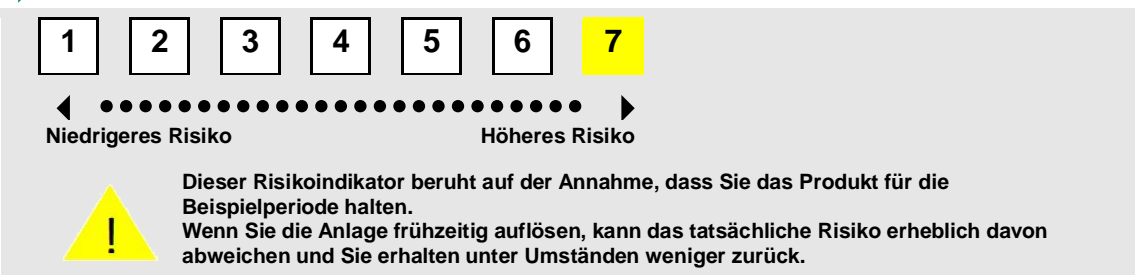 1 2 3 4 5 6 7
Niedrigeres Risiko Höheres Risiko
Dieser Risikoindikator beruht auf der Annahme, dass Sie das Produkt für die
Beispielperiode halten.
! Wenn Sie die Anlage frühzeitig auflösen, kann das tatsächliche Risiko erheblich davon
abweichen und Sie erhalten unter Umständen weniger zurück.